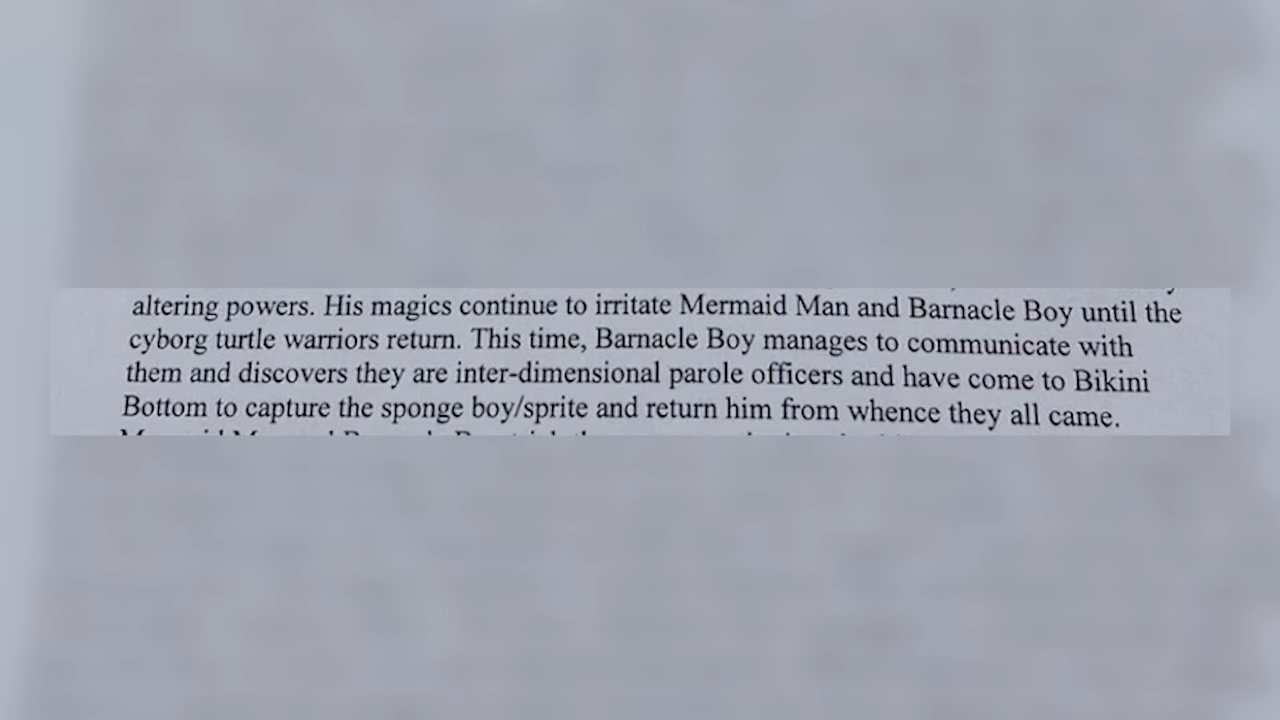 altering powers. His magics continue to irritate Mermaid Man and Barnacle Boy until the
cyborg turtle warriors return. This time, Barnacle Boy manages to communicate with
them and discovers they are inter-dimensional parole officers and have come to Bikini
Bottom to capture the sponge boy/sprite and return him from whence they all came.